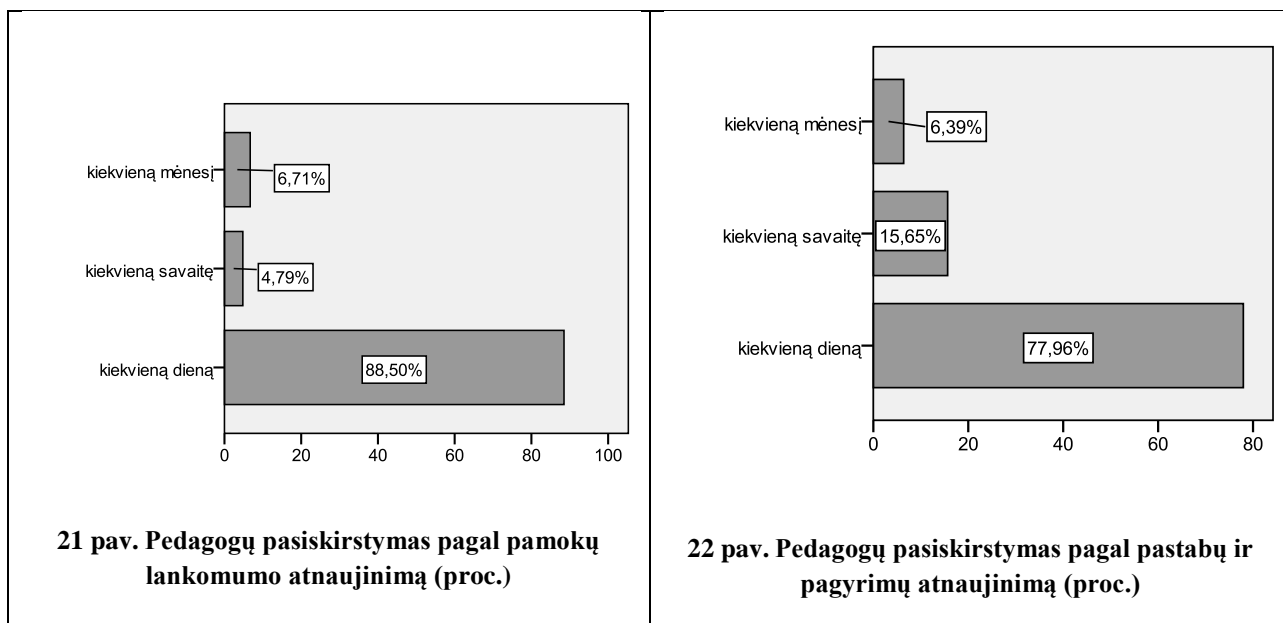 kiekvieną mėnesį
6,71%
kiekvieną savaitę
4,79%
kiekvieną dieną
88,50%
0 20 40 60 80 100
21 pav. Pedagogų pasiskirstymas pagal pamokų
lankomumo atnaujinimą (proc.)
kiekvieną mėnesį
6,39%
kiekvieną savaitę
15,65%
kiekvieną dieną
77,96%
0 20 40 60 80
22 pav. Pedagogų pasiskirstymas pagal pastabų ir
pagyrimų atnaujinimą (proc.)